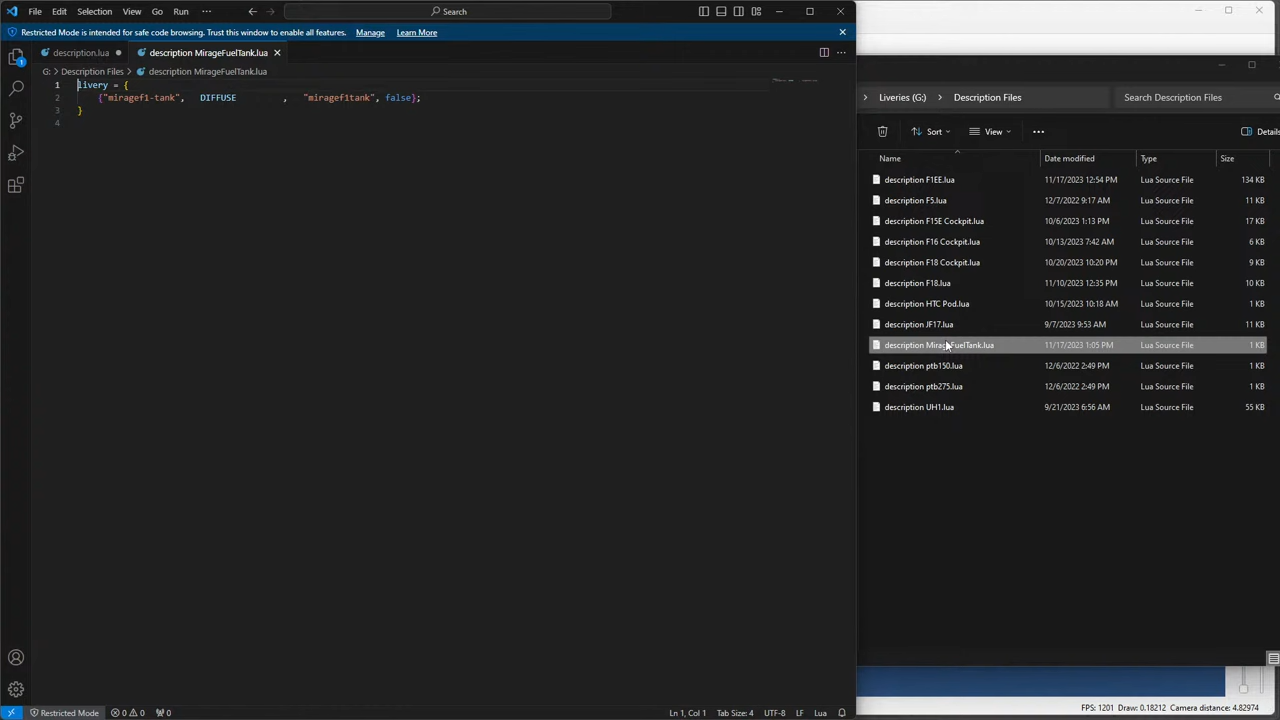 File Edit Selection View Go Run ··· Search
Restricted Mode is intended for safe code browsing. Trust this window to enable all features. Manage Learn More
description.lua description MirageFuelTank.lua
G: > Description Files > description MirageFuelTank.lua
1 livery = {
2 {"miragef1-tank", DIFFUSE , "miragef1tank", false};
3 }
4
Liveries (G:) > Description Files Search Description Files
Sort View ··· Details
Name Date modified Type Size
description F1EE.lua 11/17/2023 12:54 PM Lua Source File 134 KB
description F5.lua 12/7/2022 9:17 AM Lua Source File 11 KB
description F15E Cockpit.lua 10/6/2023 1:13 PM Lua Source File 17 KB
description F16 Cockpit.lua 10/13/2023 7:42 AM Lua Source File 6 KB
description F18 Cockpit.lua 10/20/2023 10:20 PM Lua Source File 9 KB
description F18.lua 11/10/2023 12:35 PM Lua Source File 10 KB
description HTC Pod.lua 10/15/2023 10:18 AM Lua Source File 1 KB
description JF17.lua 9/7/2023 9:53 AM Lua Source File 11 KB
description MirageFuelTank.lua 11/17/2023 1:05 PM Lua Source File 1 KB
description ptb150.lua 12/6/2022 2:49 PM Lua Source File 1 KB
description ptb275.lua 12/6/2022 2:49 PM Lua Source File 1 KB
description UH1.lua 9/21/2023 6:56 AM Lua Source File 55 KB
Restricted Mode 0 0 0 Ln 1, Col 1 Tab Size: 4 UTF-8 LF Lua
FPS: 1201 Draw: 0.18212 Camera distance: 4.82974